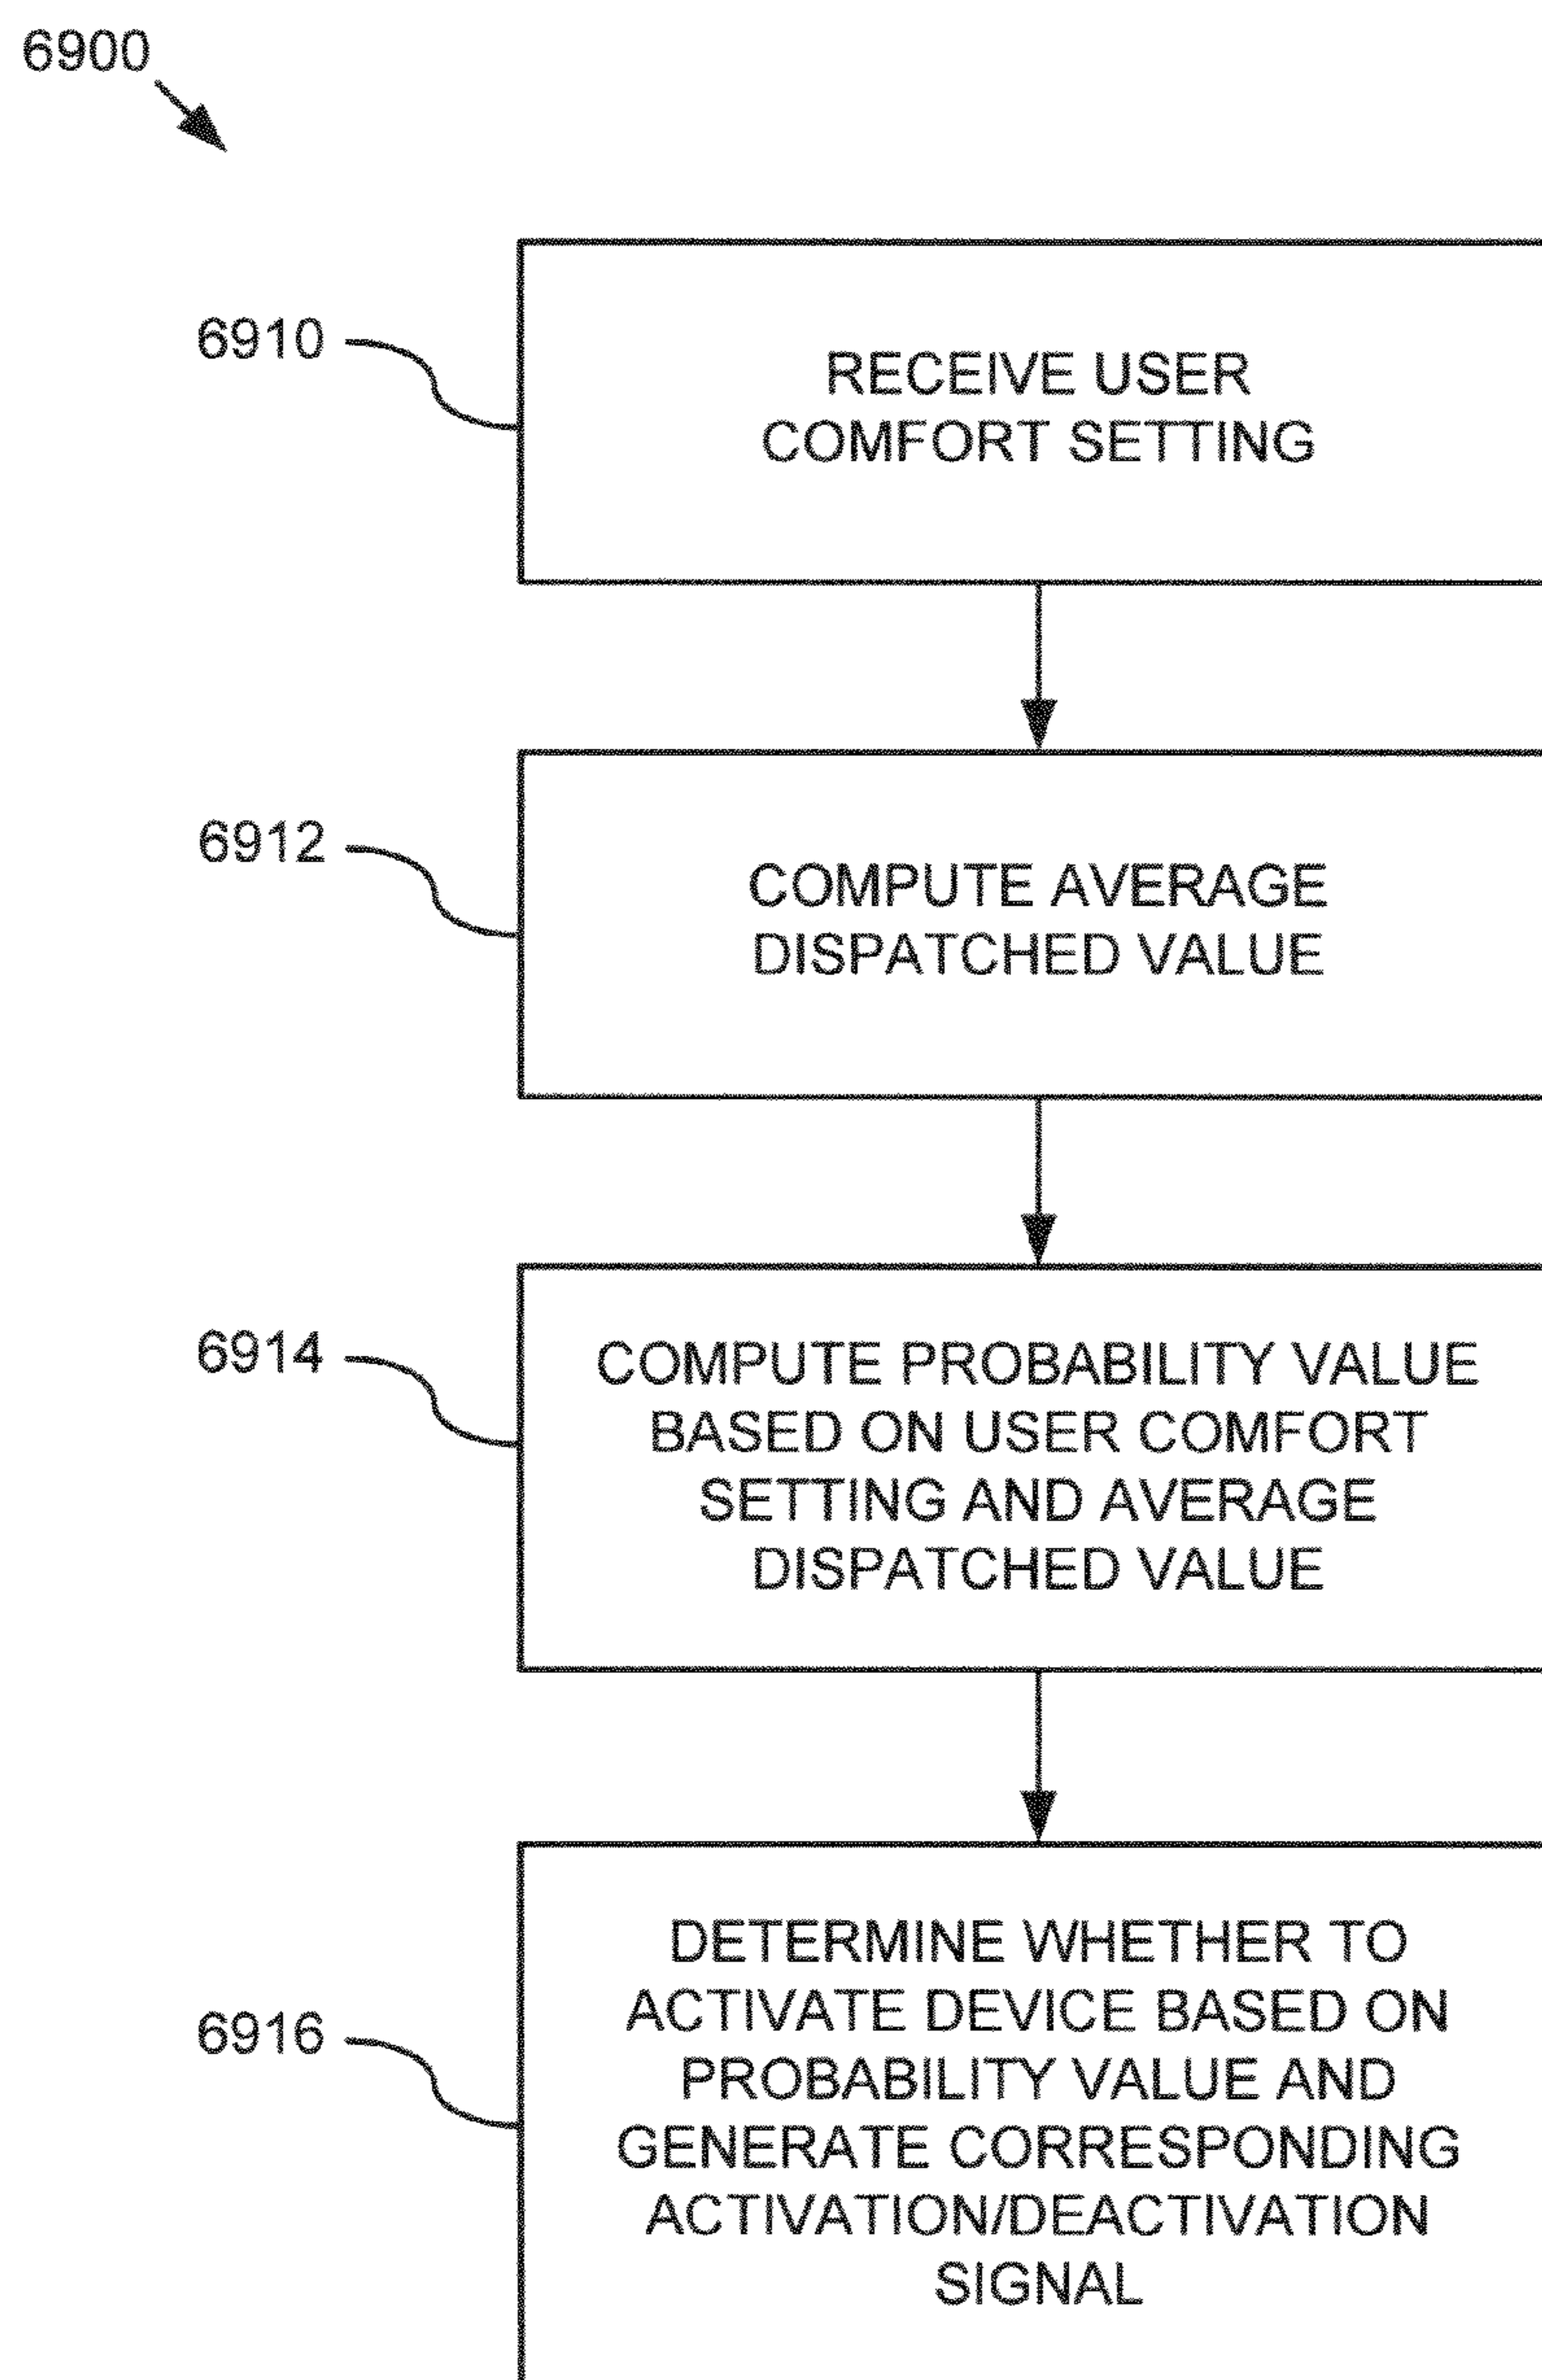 6900
6910
RECEIVE USER
COMFORT SETTING
6912
COMPUTE AVERAGE
DISPATCHED VALUE
6914
COMPUTE PROBABILITY VALUE
BASED ON USER COMFORT
SETTING AND AVERAGE
DISPATCHED VALUE
6916
DETERMINE WHETHER TO
ACTIVATE DEVICE BASED ON
PROBABILITY VALUE AND
GENERATE CORRESPONDING
ACTIVATION/DEACTIVATION
SIGNAL